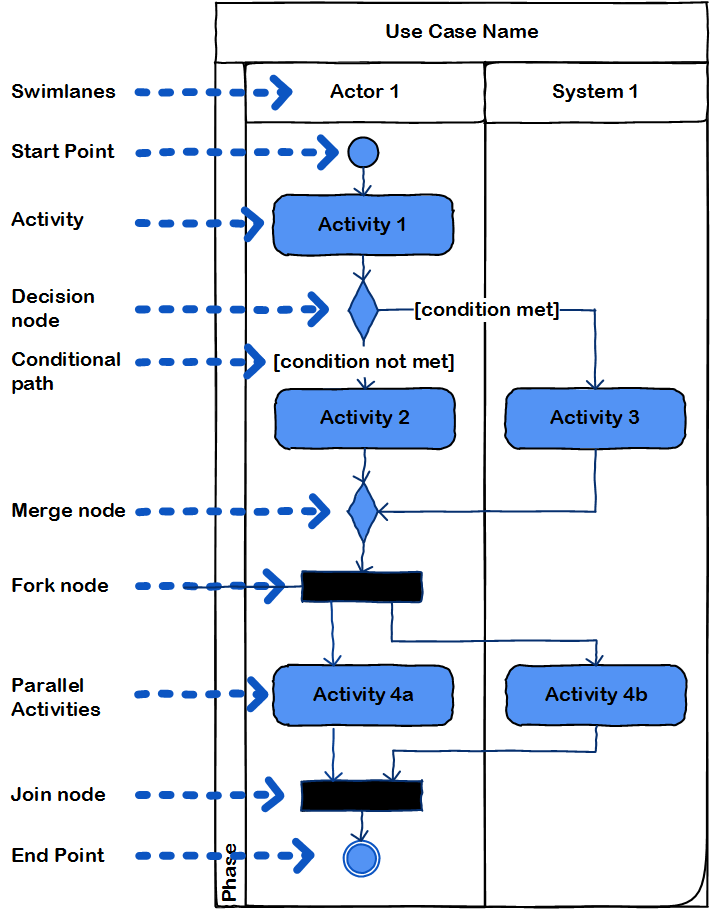 Use Case Name
Swimlanes
Actor 1
System 1
Start Point
Activity
Activity 1
Decision
node
[condition met]
Conditional
path
[condition not met]
Activity 2
Activity 3
Merge node
Fork node
Parallel
Activities
Activity 4a
Activity 4b
Join node
End Point
Phase